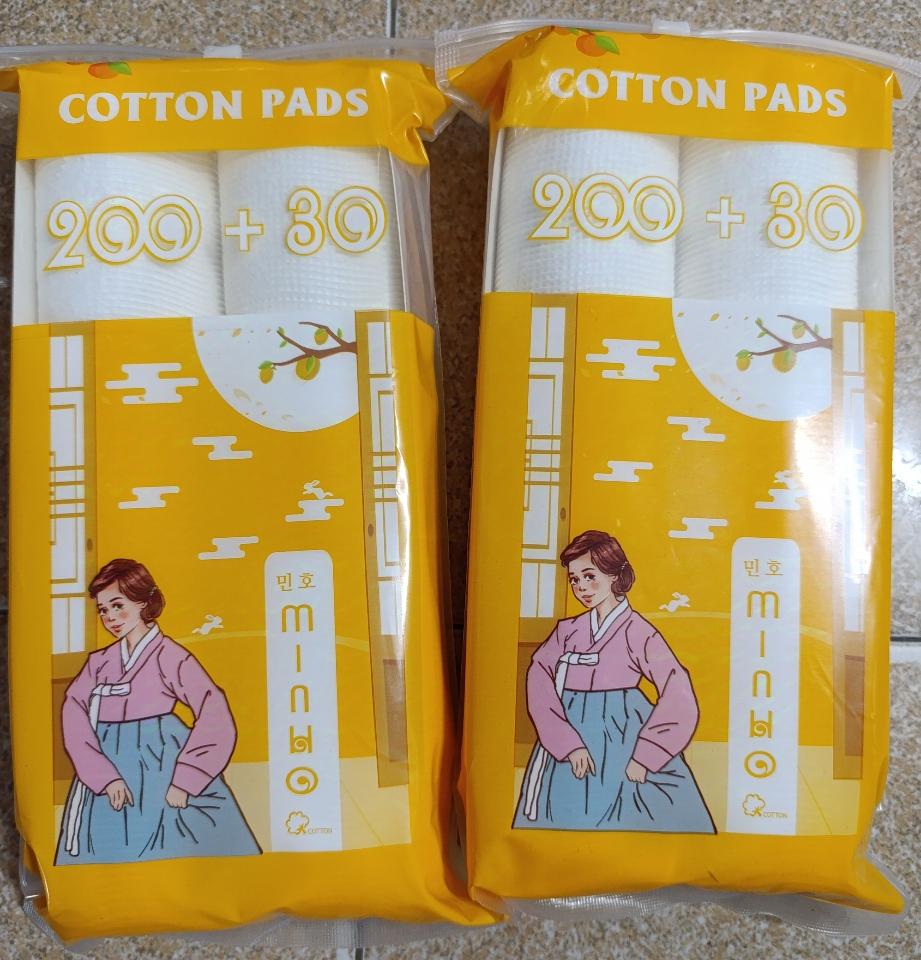 COTTON PADS
200 + 30
민호
minho
COTTON
COTTON PADS
200 + 30
민호
minho
COTTON